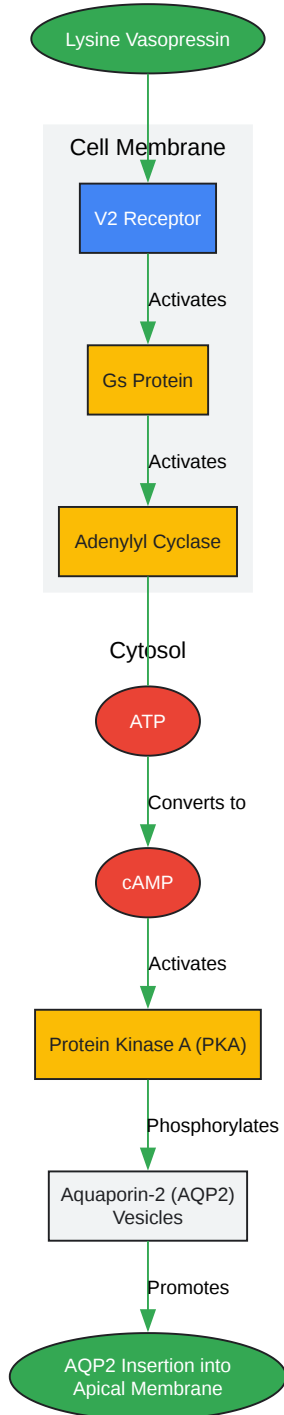 Lysine Vasopressin
Cell Membrane
V2 Receptor
Activates
Gs Protein
Activates
Adenylyl Cyclase
Cytosol
ATP
Converts to
cAMP
Activates
Protein Kinase A (PKA)
Phosphorylates
Aquaporin-2 (AQP2)
Vesicles
Promotes
AQP2 Insertion into
Apical Membrane